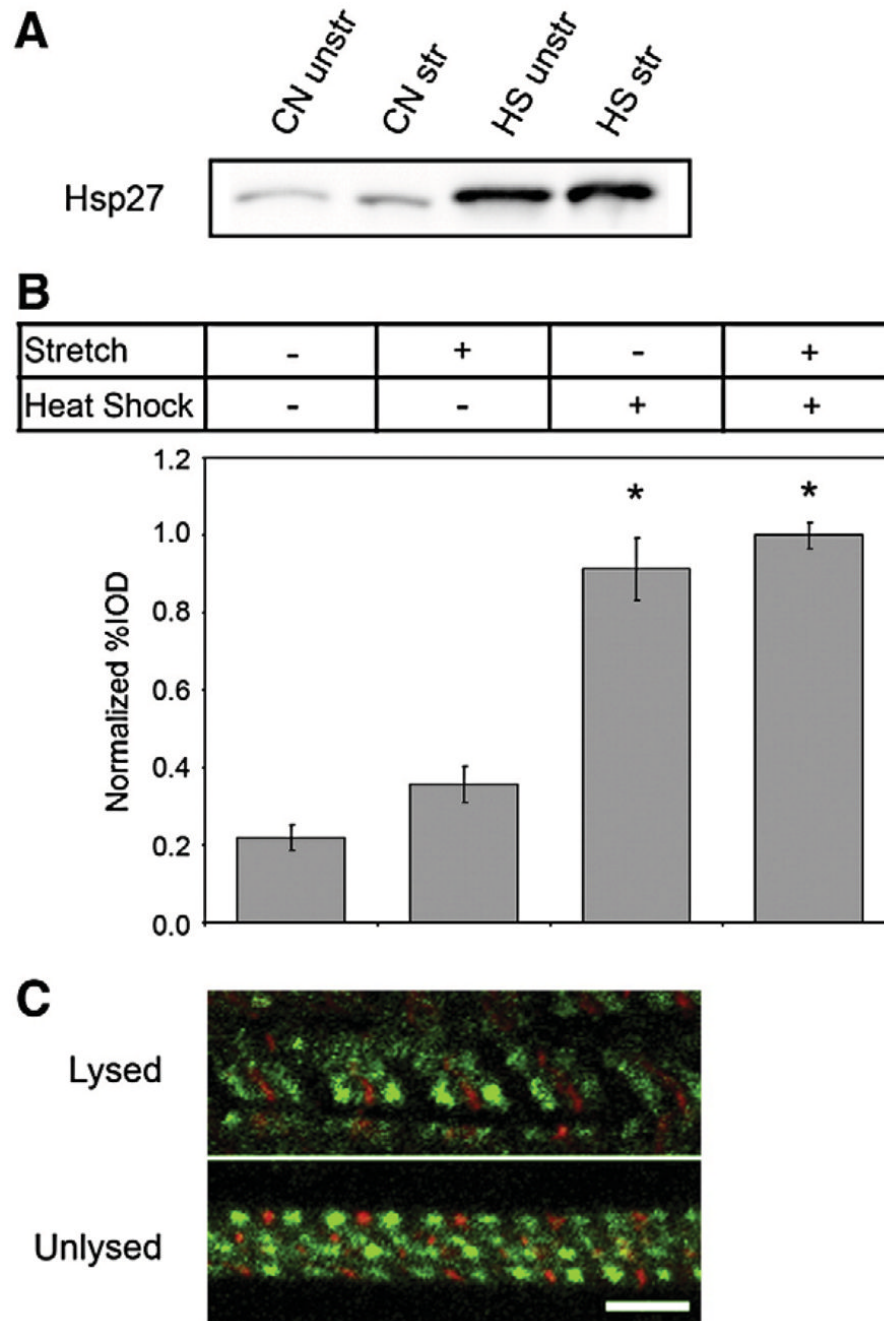 A
CN unstr
CN str
HS unstr
HS str
Hsp27
B
Stretch - + - +
Heat Shock - - + +
1.2
1.0
0.8
0.6
0.4
0.2
0.0
Normalized %IOD
* *
C
Lysed
Unlysed